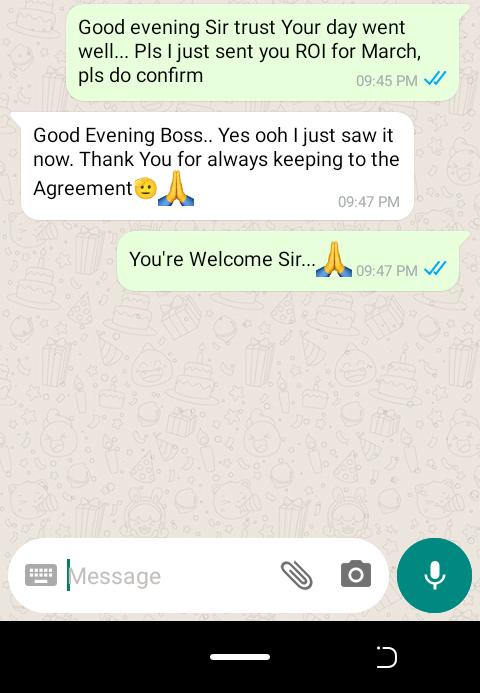 Good evening Sir trust Your day went
well... Pls I just sent you ROI for March,
pls do confirm
09:45 PM
Good Evening Boss.. Yes ooh I just saw it
now. Thank You for always keeping to the
Agreement🫡🙏
09:47 PM
You're Welcome Sir...🙏 09:47 PM
Message